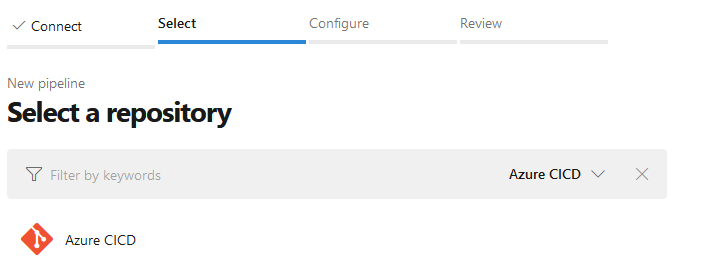 Connect
Select
Configure
Review
New pipeline
Select a repository
Filter by keywords
Azure CICD
Azure CICD